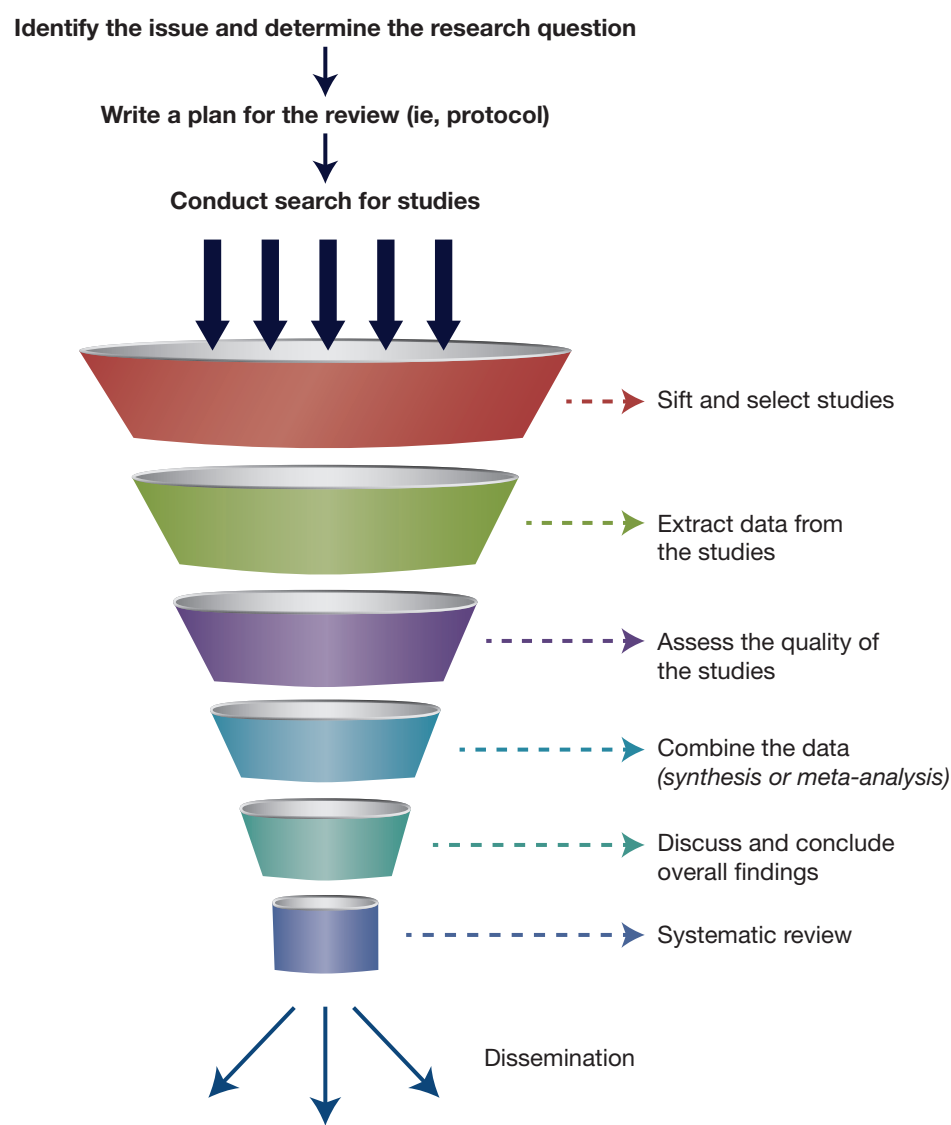 Identify the issue and determine the research question
Write a plan for the review (ie, protocol)
Conduct search for studies
Sift and select studies
Extract data from
the studies
Assess the quality of
the studies
Combine the data
(synthesis or meta-analysis)
Discuss and conclude
overall findings
Systematic review
Dissemination